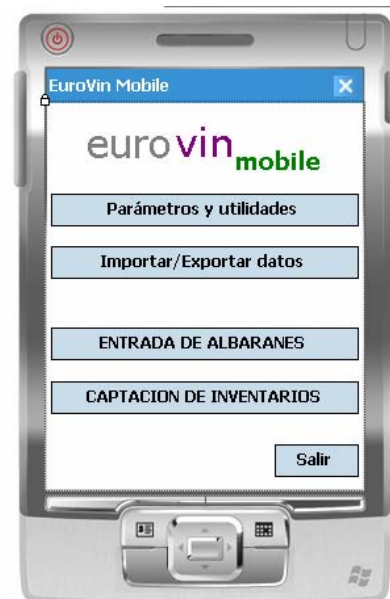 EuroVin Mobile
eurovin mobile
Parámetros y utilidades
Importar/Exportar datos
ENTRADA DE ALBARANES
CAPTACION DE INVENTARIOS
Salir